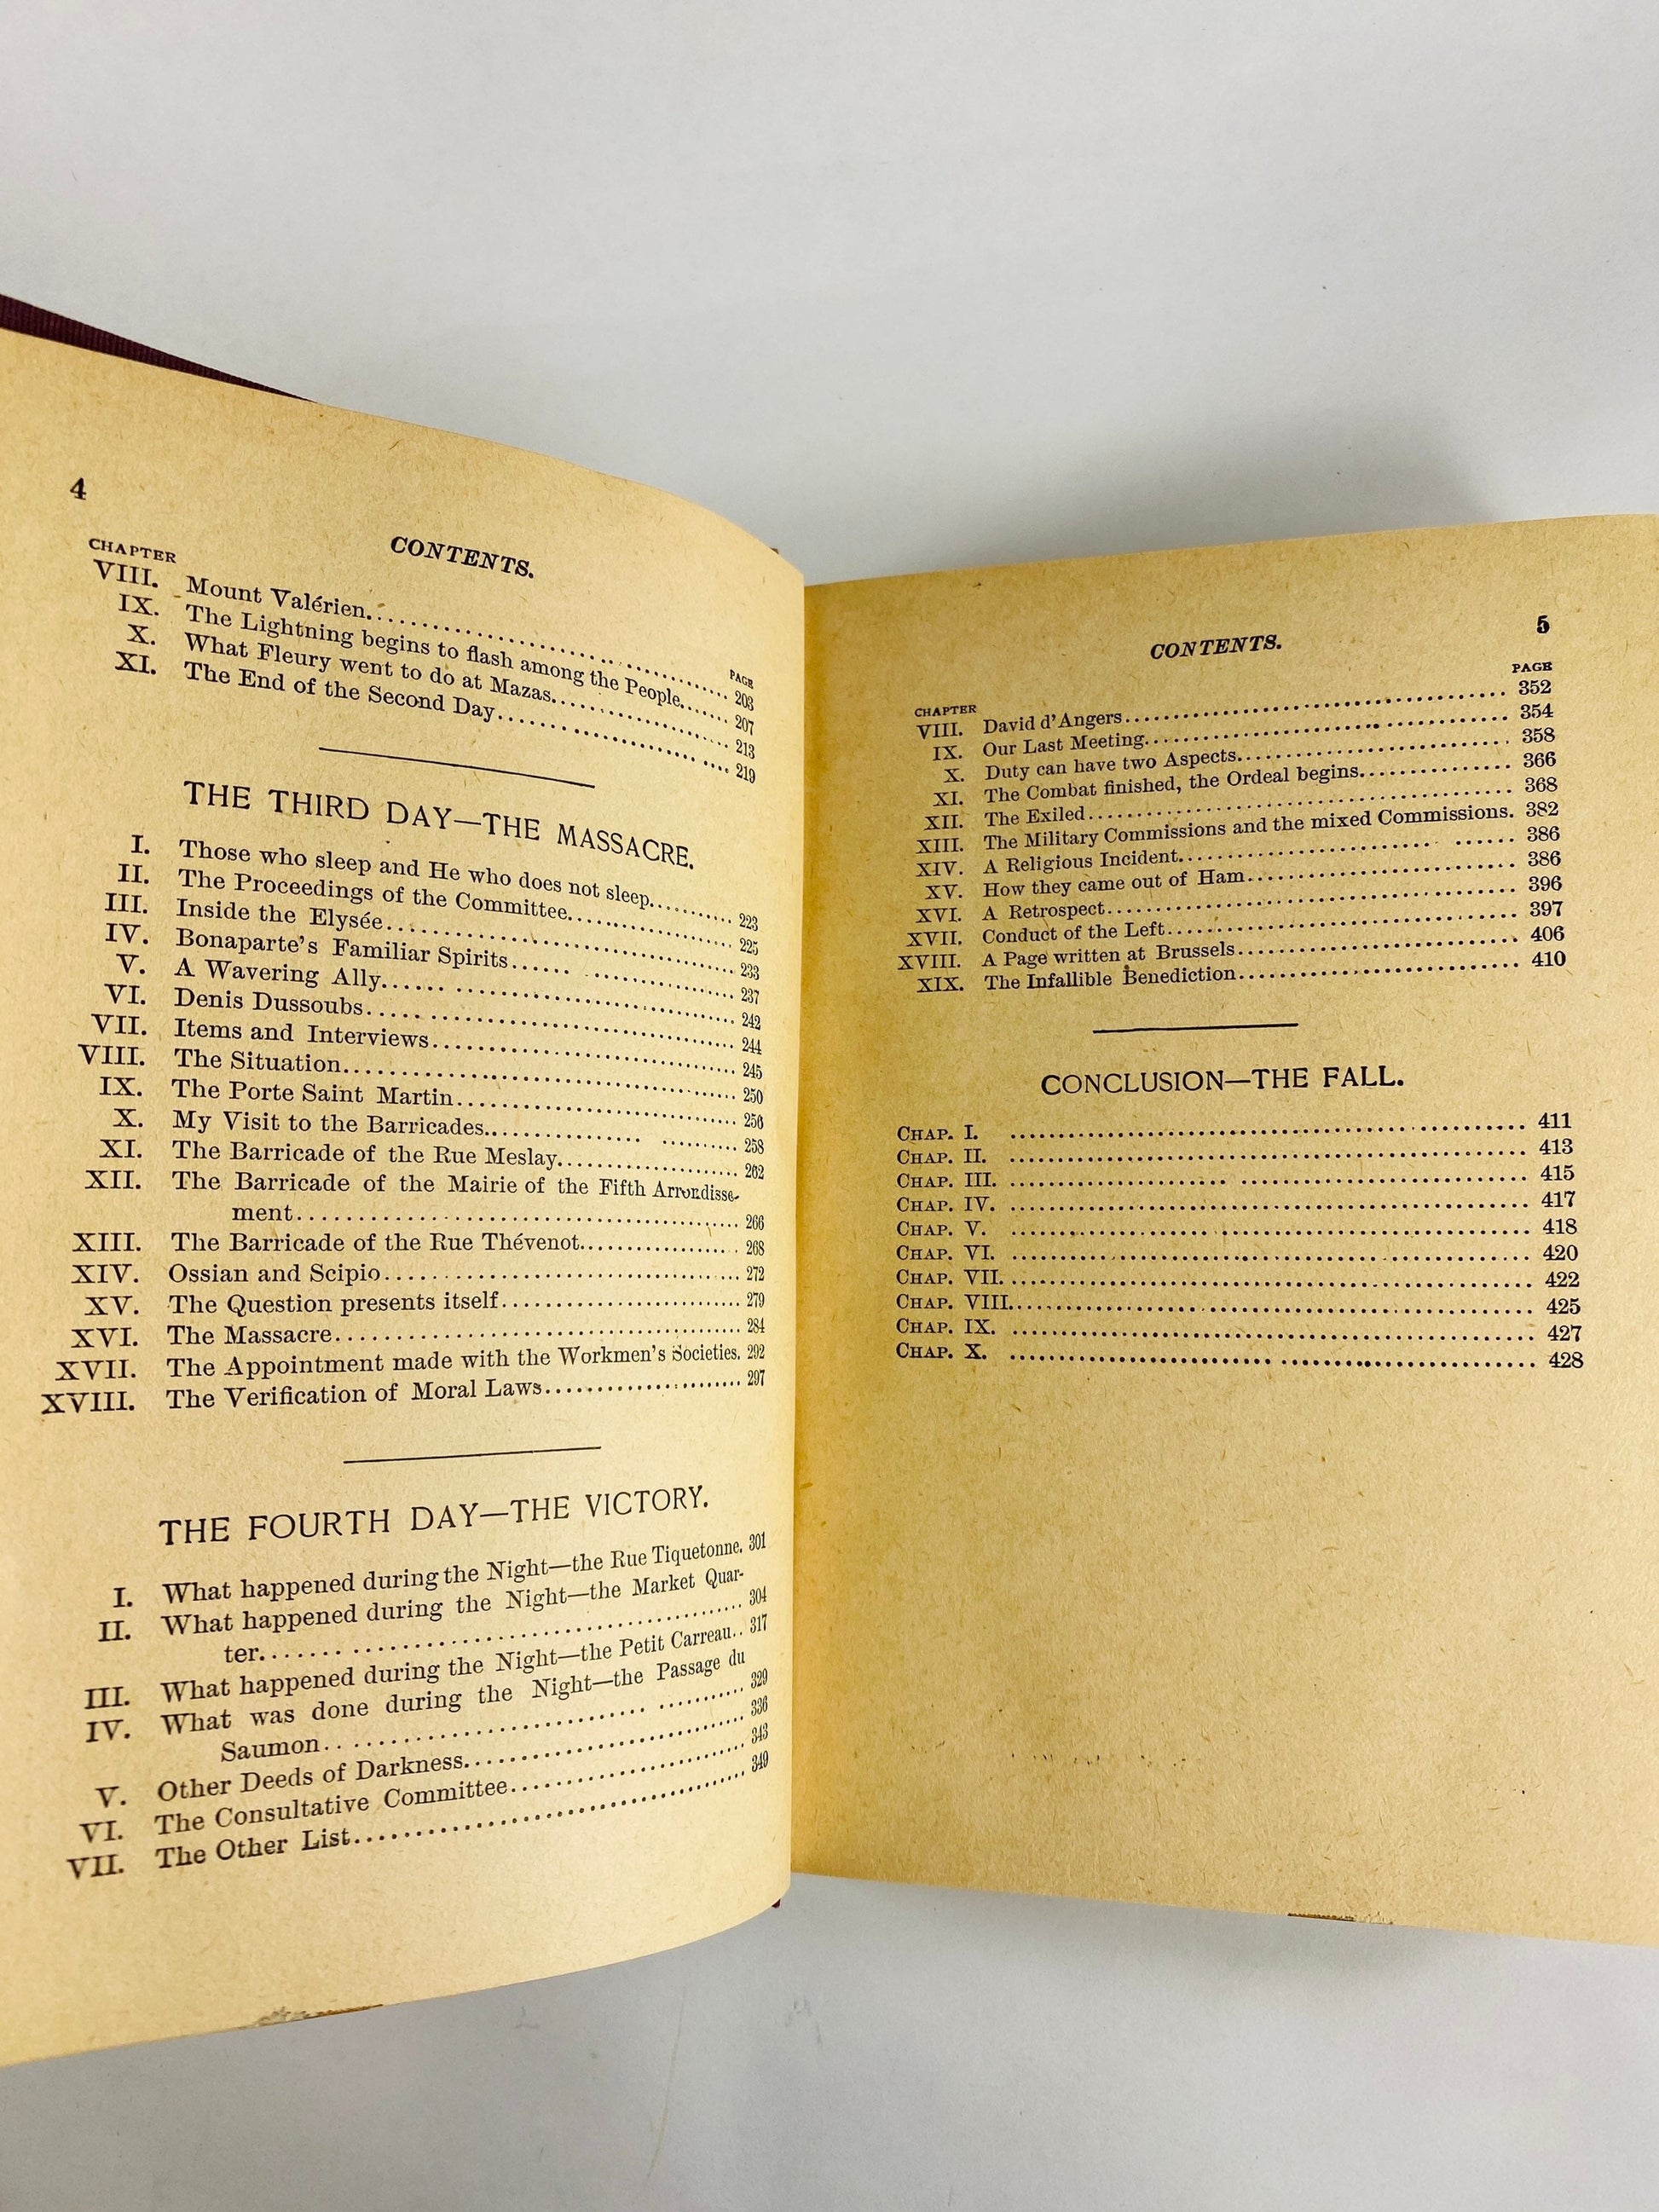 4
CONTENTS.
CHAPTER
PAGE
VIII. Mount Valérien........ 203
IX. The Lightning begins to flash among the People........ 207
X. What Fleury went to do at Mazas........ 213
XI. The End of the Second Day........ 219
THE THIRD DAY—THE MASSACRE.
I. Those who sleep and He who does not sleep........ 223
II. The Proceedings of the Committee........ 225
III. Inside the Elysée........ 233
IV. Bonaparte's Familiar Spirits........ 237
V. A Wavering Ally........ 242
VI. Denis Dussoubs........ 244
VII. Items and Interviews........ 245
VIII. The Situation........ 250
IX. The Porte Saint Martin........ 256
X. My Visit to the Barricades........ 258
XI. The Barricade of the Rue Meslay........ 262
XII. The Barricade of the Mairie of the Fifth Arrondisse-
ment........ 266
XIII. The Barricade of the Rue Thévenot........ 268
XIV. Ossian and Scipio........ 272
XV. The Question presents itself........ 279
XVI. The Massacre........ 284
XVII. The Appointment made with the Workmen's Societies. 292
XVIII. The Verification of Moral Laws........ 297
THE FOURTH DAY—THE VICTORY.
I. What happened during the Night—the Rue Tiquetonne. 301
II. What happened during the Night—the Market Quar-
ter........ 304
III. What happened during the Night—the Petit Carreau.. 317
IV. What was done during the Night—the Passage du
Saumon........ 329
V. Other Deeds of Darkness........ 336
VI. The Consultative Committee........ 343
VII. The Other List........ 349
CONTENTS.
5
CHAPTER
PAGE
VIII. David d'Angers........ 352
IX. Our Last Meeting........ 354
X. Duty can have two Aspects........ 358
XI. The Combat finished, the Ordeal begins........ 366
XII. The Exiled........ 368
XIII. The Military Commissions and the mixed Commissions. 382
XIV. A Religious Incident........ 386
XV. How they came out of Ham........ 386
XVI. A Retrospect........ 396
XVII. Conduct of the Left........ 397
XVIII. A Page written at Brussels........ 406
XIX. The Infallible Benediction........ 410
CONCLUSION—THE FALL.
CHAP. I. ........ 411
CHAP. II. ........ 413
CHAP. III. ........ 415
CHAP. IV. ........ 417
CHAP. V. ........ 418
CHAP. VI. ........ 420
CHAP. VII. ........ 422
CHAP. VIII. ........ 425
CHAP. IX. ........ 427
CHAP. X. ........ 428